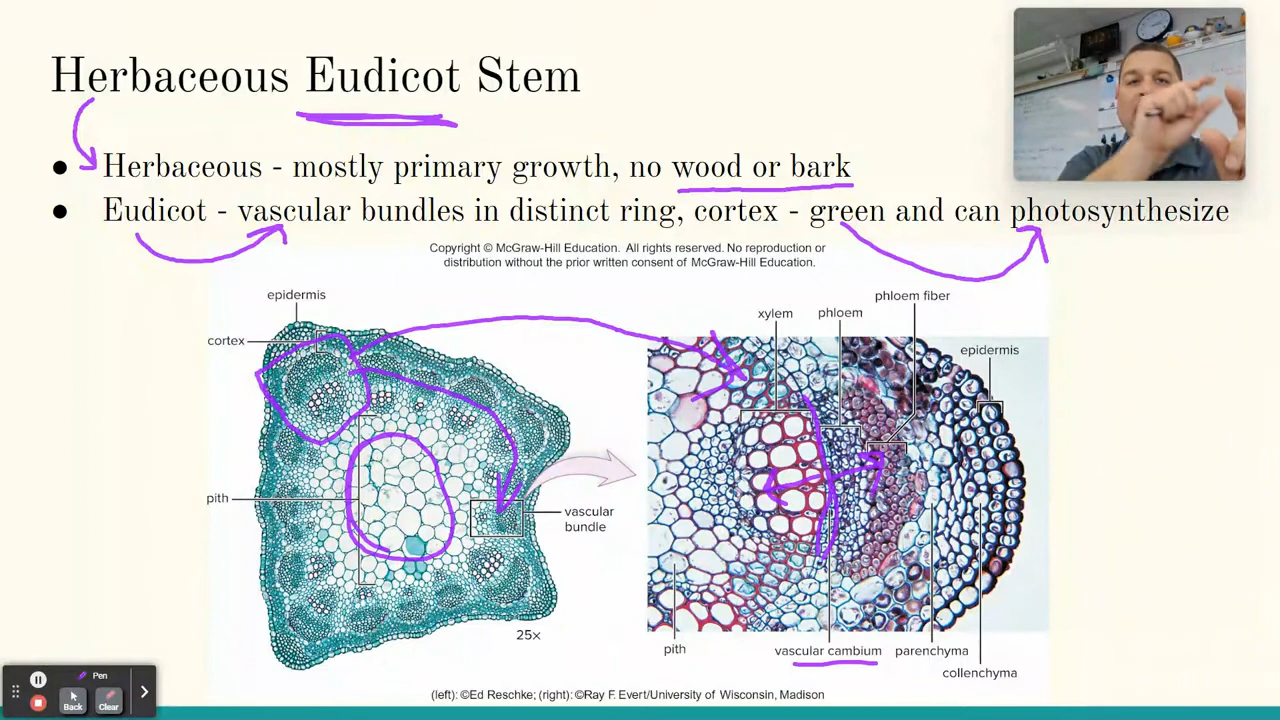 Herbaceous Eudicot Stem
● Herbaceous - mostly primary growth, no wood or bark
● Eudicot - vascular bundles in distinct ring, cortex - green and can photosynthesize
Copyright © McGraw-Hill Education. All rights reserved. No reproduction or
distribution without the prior written consent of McGraw-Hill Education.
epidermis
cortex
pith
vascular
bundle
25x
xylem
phloem
phloem fiber
epidermis
pith
vascular cambium
parenchyma
collenchyma
(left): ©Ed Reschke; (right): ©Ray F. Evert/University of Wisconsin, Madison
Pen
Back
Clear